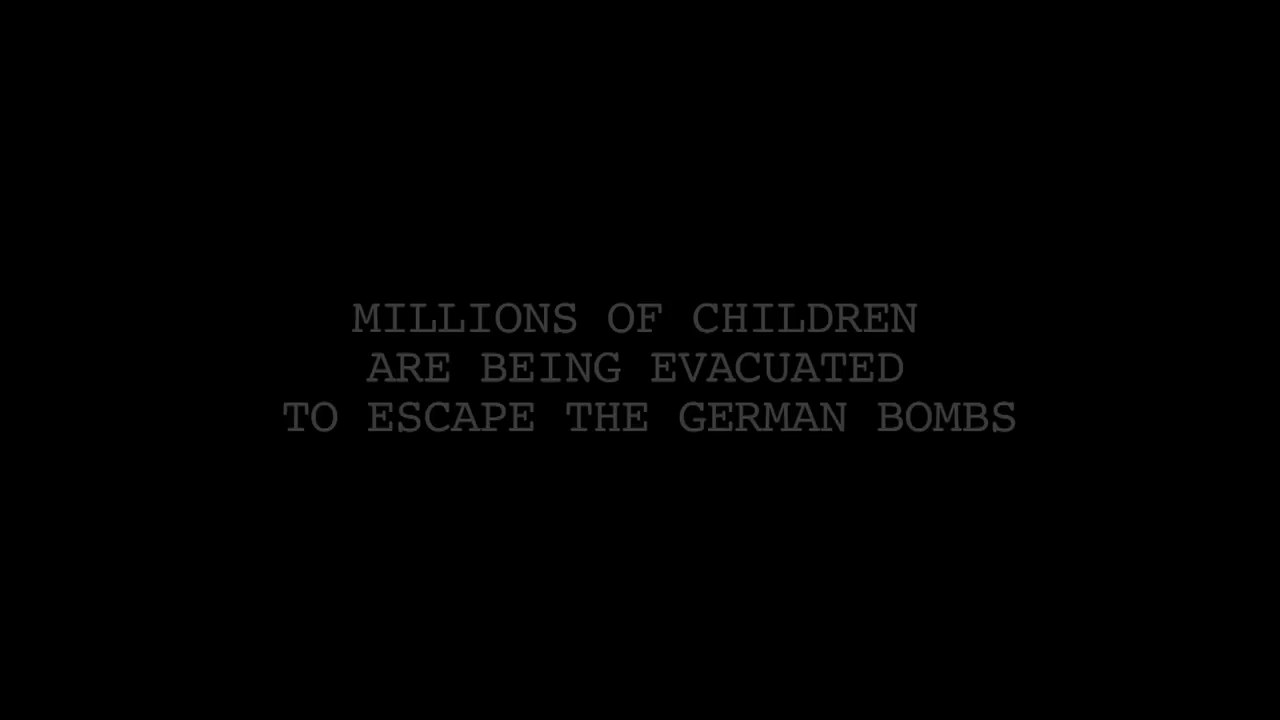 MILLIONS OF CHILDREN
ARE BEING EVACUATED
TO ESCAPE THE GERMAN BOMBS